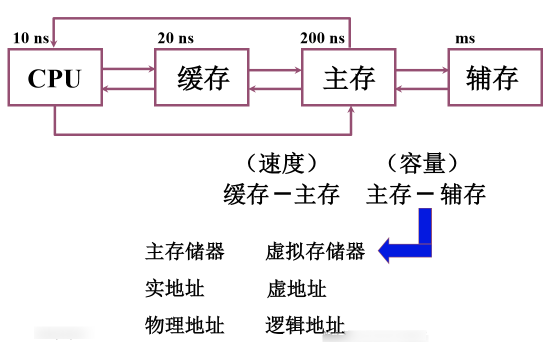 10 ns 20 ns 200 ns ms
CPU 缓存 主存 辅存
（速度） （容量）
缓存－主存 主存－辅存
主存储器 虚拟存储器
实地址 虚地址
物理地址 逻辑地址